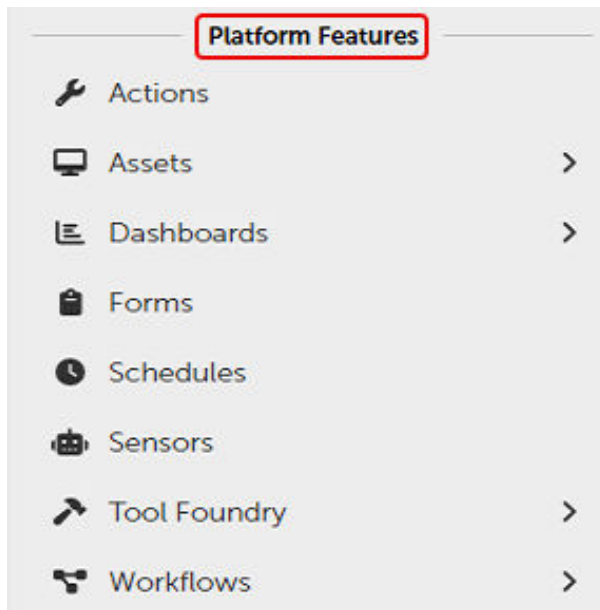 Platform Features
Actions
Assets
Dashboards
Forms
Schedules
Sensors
Tool Foundry
Workflows